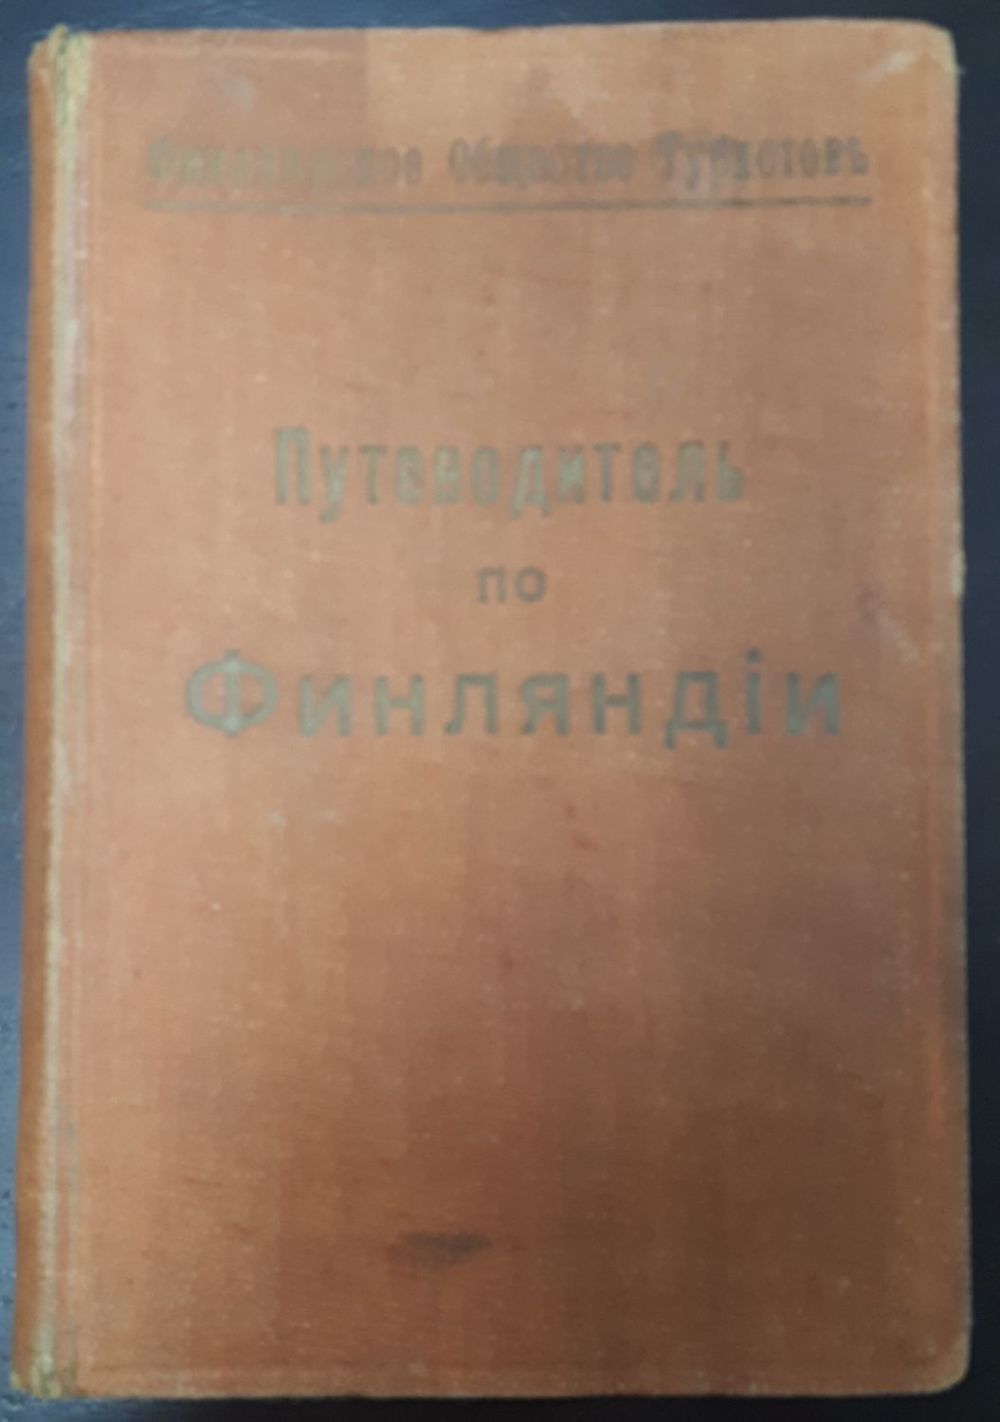 Финляндское Общество Туристовъ
Путеводитель
по
Финляндіи